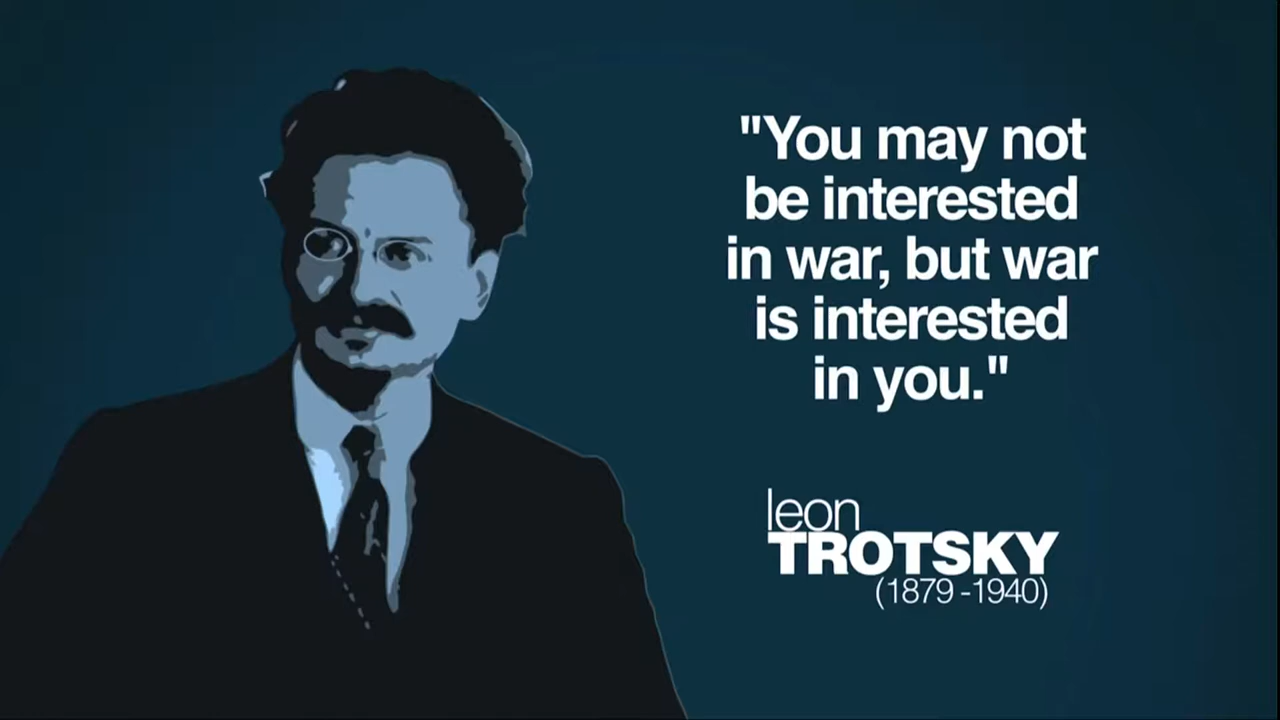 "You may not
be interested
in war, but war
is interested
in you."
leon
TROTSKY
(1879 -1940)